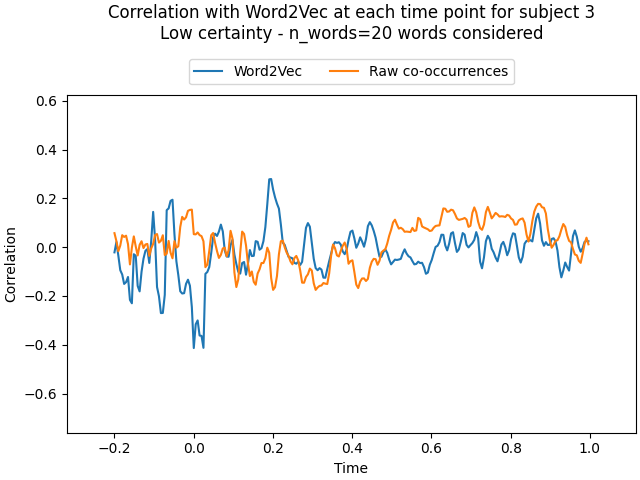 Correlation with Word2Vec at each time point for subject 3
Low certainty - n_words=20 words considered
Word2Vec
Raw co-occurrences
0.6
0.4
0.2
0.0
−0.2
−0.4
−0.6
Correlation
−0.2
0.0
0.2
0.4
0.6
0.8
1.0
Time